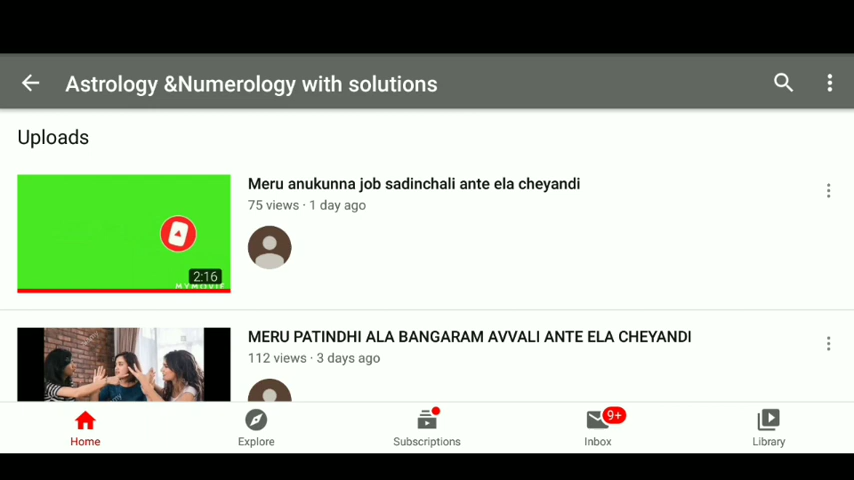 Astrology &Numerology with solutions
Uploads
Meru anukunna job sadinchali ante ela cheyandi
75 views · 1 day ago
2:16
MYMOVIE
MERU PATINDHI ALA BANGARAM AVVALI ANTE ELA CHEYANDI
112 views · 3 days ago
9+
Home
Explore
Subscriptions
Inbox
Library